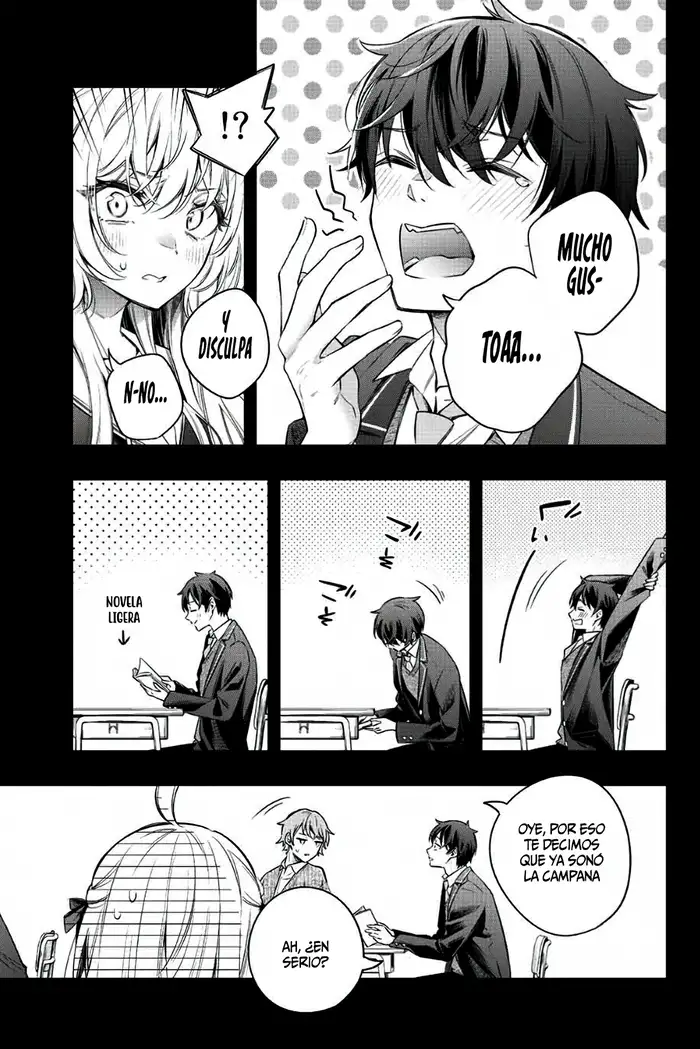 MUCHO
GUS-
TOAA...
!?
Y
DISCULPA
N-NO...
NOVELA
LIGERA
OYE, POR ESO
TE DECIMOS
QUE YA SONÓ
LA CAMPANA
AH, ¿EN
SERIO?